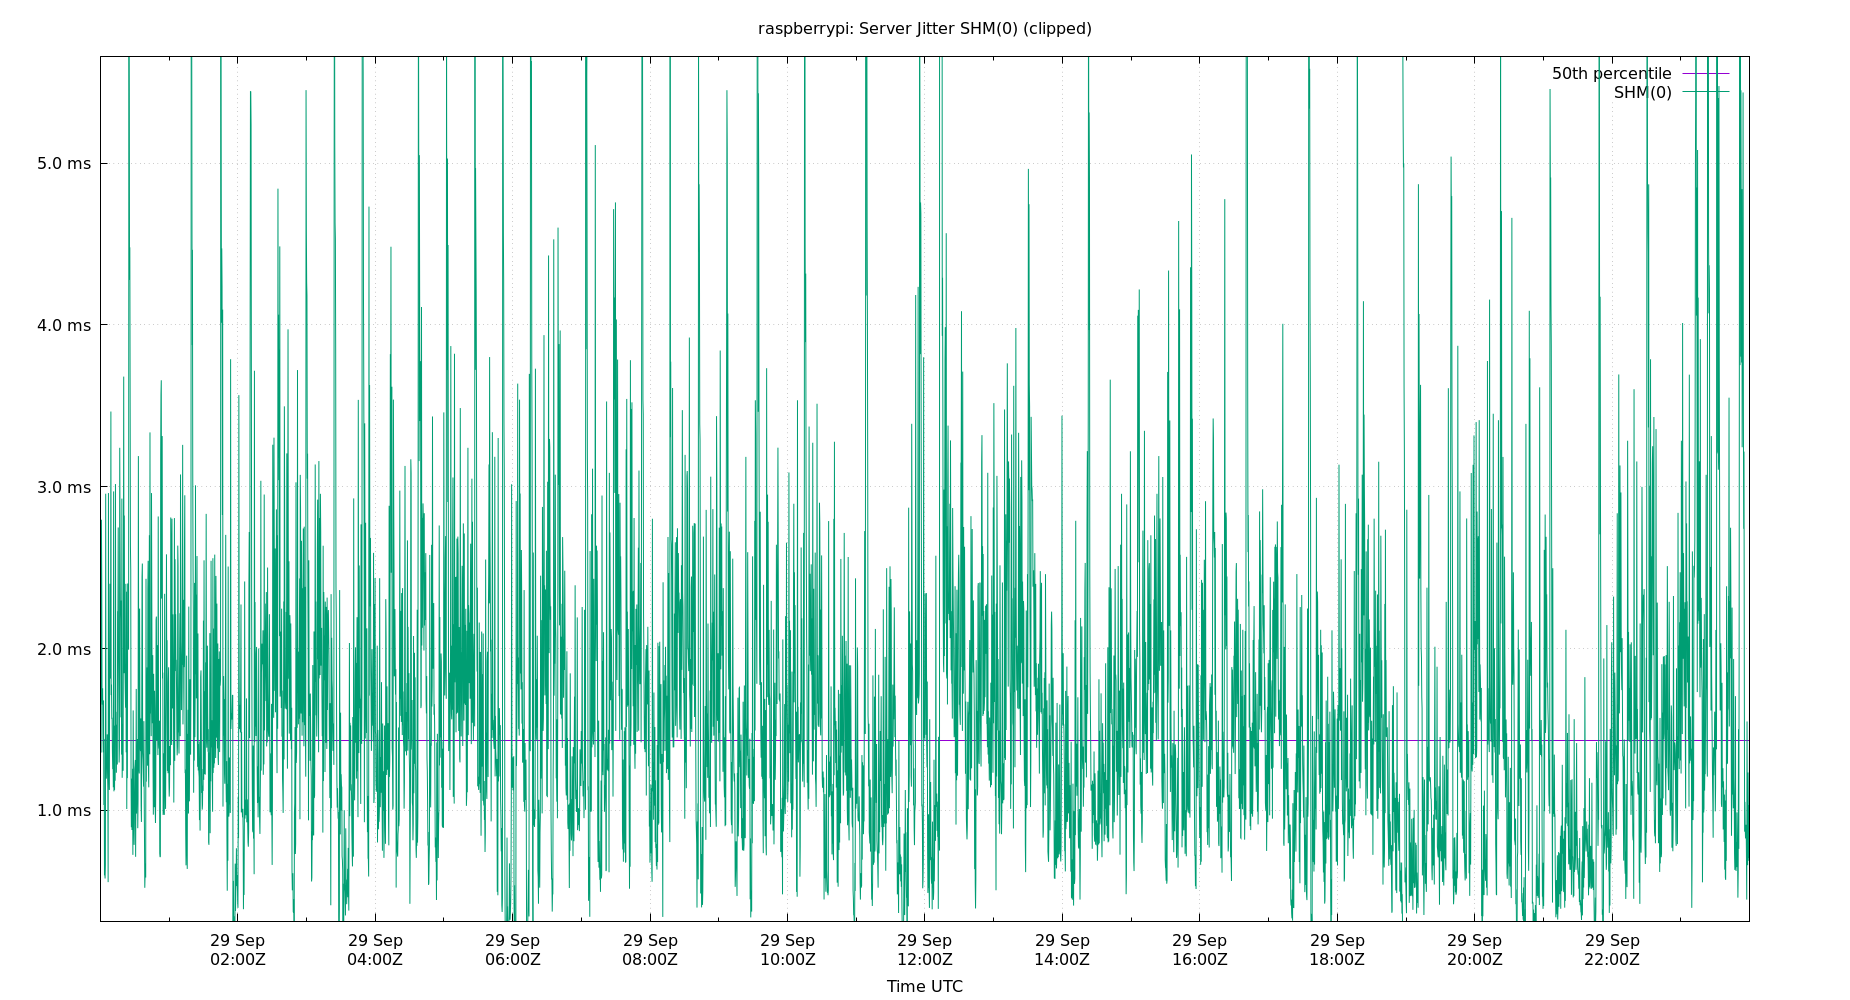 raspberrypi: Server Jitter SHM(0) (clipped)
50th percentile
SHM(0)
5.0 ms
4.0 ms
3.0 ms
2.0 ms
1.0 ms
29 Sep 29 Sep 29 Sep 29 Sep 29 Sep 29 Sep 29 Sep 29 Sep 29 Sep 29 Sep 29 Sep
02:00Z 04:00Z 06:00Z 08:00Z 10:00Z 12:00Z 14:00Z 16:00Z 18:00Z 20:00Z 22:00Z
Time UTC